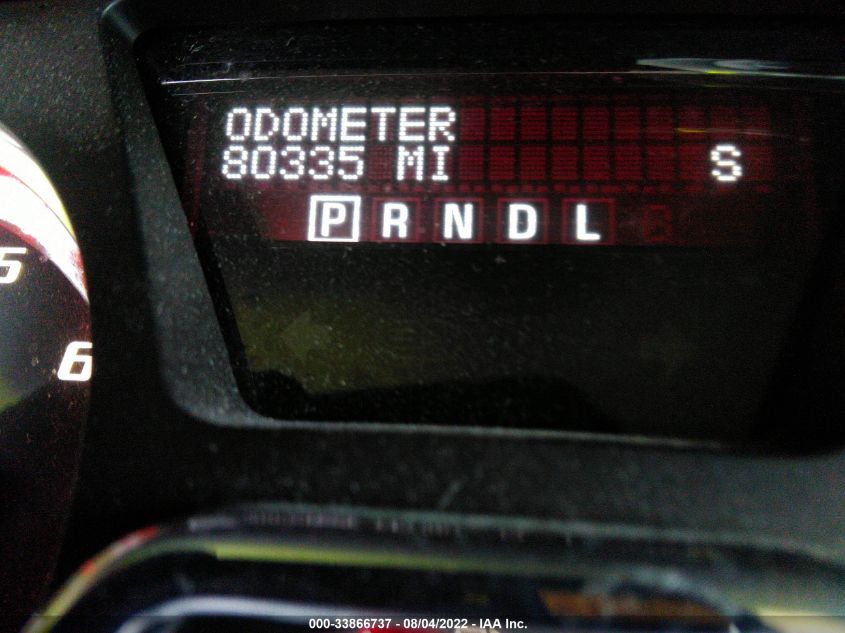 ODOMETER
80335 MI S
P R N D L
5
6
000-33866737 - 08/04/2022 - IAA Inc.